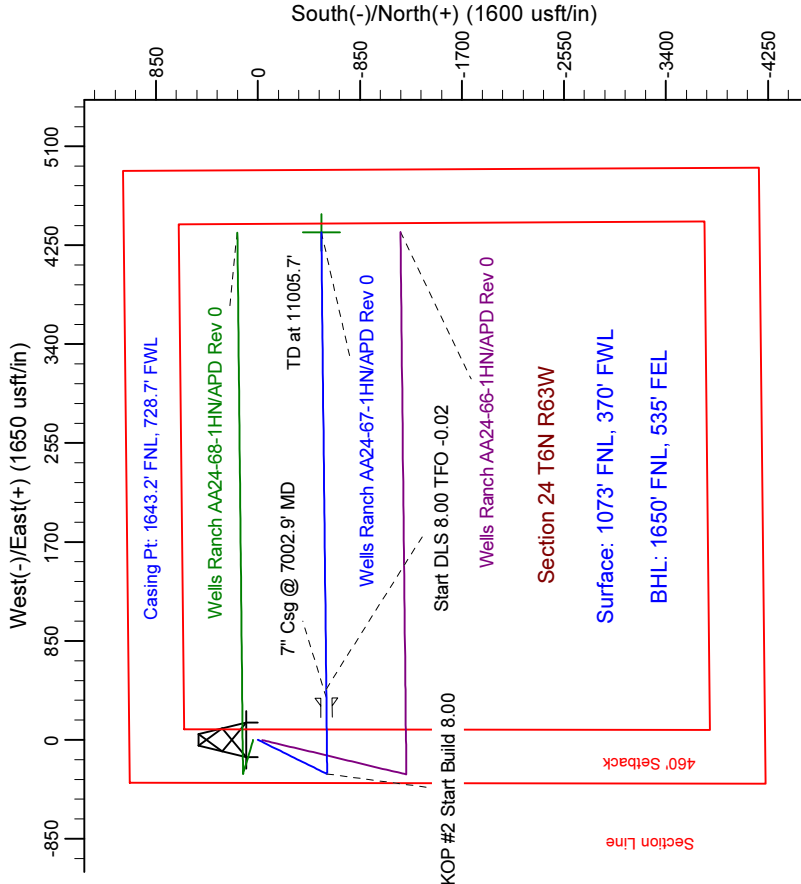 South(-)/North(+) (1600 usft/in)
850
0
-850
-1700
-2550
-3400
-4250
West(-)/East(+) (1650 usft/in)
5100
4250
3400
2550
1700
850
0
-850
Casing Pt: 1643.2' FNL, 728.7' FWL
Wells Ranch AA24-68-1HN/APD Rev 0
TD at 11005.7'
7" Csg @ 7002.9' MD
Wells Ranch AA24-67-1HN/APD Rev 0
Start DLS 8.00 TFO -0.02
KOP #2 Start Build 8.00
Wells Ranch AA24-66-1HN/APD Rev 0
Section 24 T6N R63W
Surface: 1073' FNL, 370' FWL
BHL: 1650' FNL, 535' FEL
460' Setback
Section Line